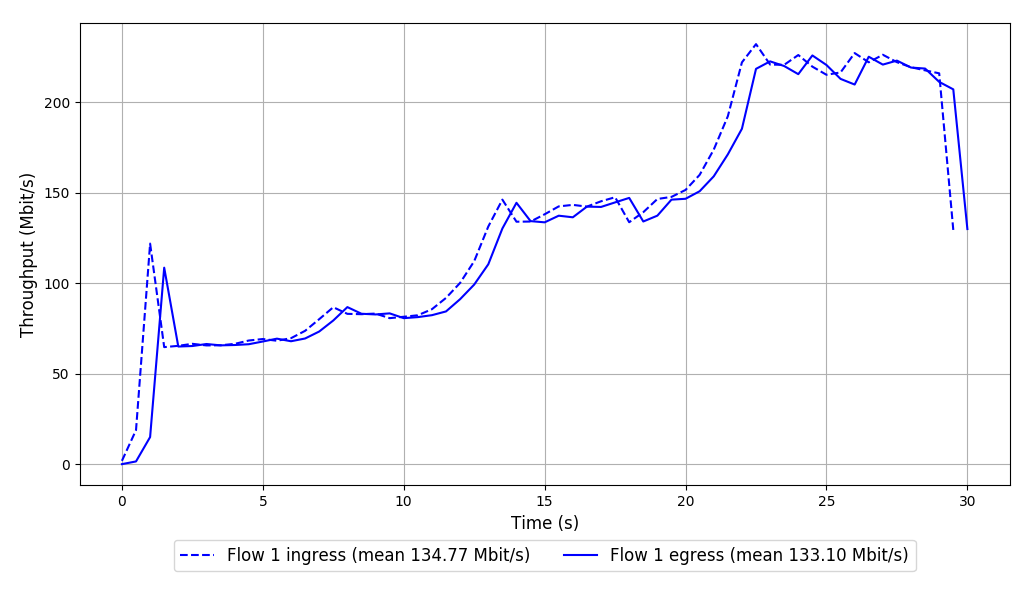 Throughput (Mbit/s)
200
150
100
50
0
0 5 10 15 20 25 30
Time (s)
Flow 1 ingress (mean 134.77 Mbit/s) Flow 1 egress (mean 133.10 Mbit/s)